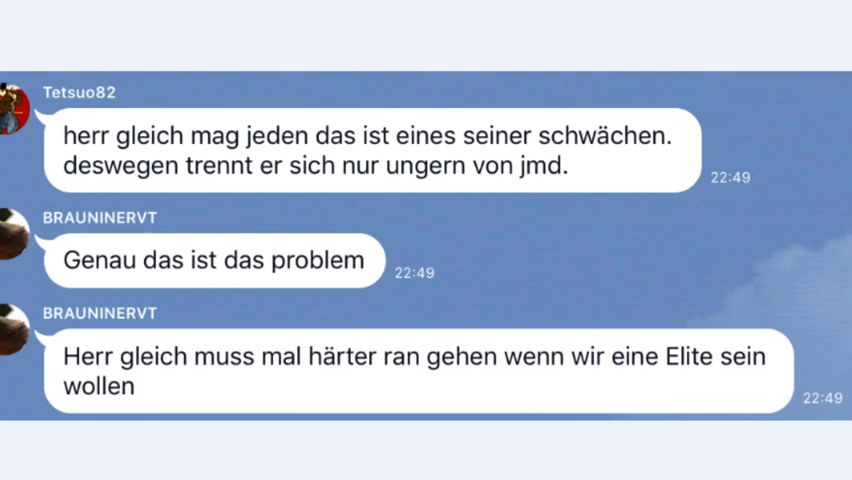 Tetsuo82
herr gleich mag jeden das ist eines seiner schwächen.
deswegen trennt er sich nur ungern von jmd.
22:49
BRAUNINERVT
Genau das ist das problem
22:49
BRAUNINERVT
Herr gleich muss mal härter ran gehen wenn wir eine Elite sein
wollen
22:49